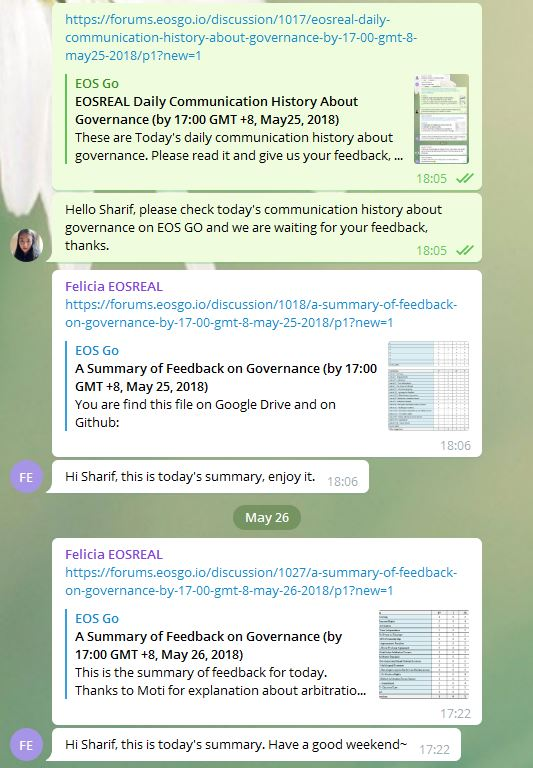 https://forums.eosgo.io/discussion/1017/eosreal-daily-
communication-history-about-governance-by-17-00-gmt-8-
may25-2018/p1?new=1
EOS Go
EOSREAL Daily Communication History About
Governance (by 17:00 GMT +8, May25, 2018)
These are Today's daily communication history about
governance. Please read it and give us your feedback, ...
18:05
Hello Sharif, please check today's communication history about
governance on EOS GO and we are waiting for your feedback,
thanks.
18:05
Felicia EOSREAL
https://forums.eosgo.io/discussion/1018/a-summary-of-feedback-
on-governance-by-17-00-gmt-8-may-25-2018/p1?new=1
EOS Go
A Summary of Feedback on Governance (by 17:00
GMT +8, May 25, 2018)
You are find this file on Google Drive and on
Github:
18:06
FE
Hi Sharif, this is today's summary, enjoy it. 18:06
May 26
Felicia EOSREAL
https://forums.eosgo.io/discussion/1027/a-summary-of-feedback-
on-governance-by-17-00-gmt-8-may-26-2018/p1?new=1
EOS Go
A Summary of Feedback on Governance (by
17:00 GMT +8, May 26, 2018)
This is the summary of feedback for today.
Thanks to Moti for explanation about arbitratio...
17:22
FE
Hi Sharif, this is today's summary. Have a good weekend~ 17:22